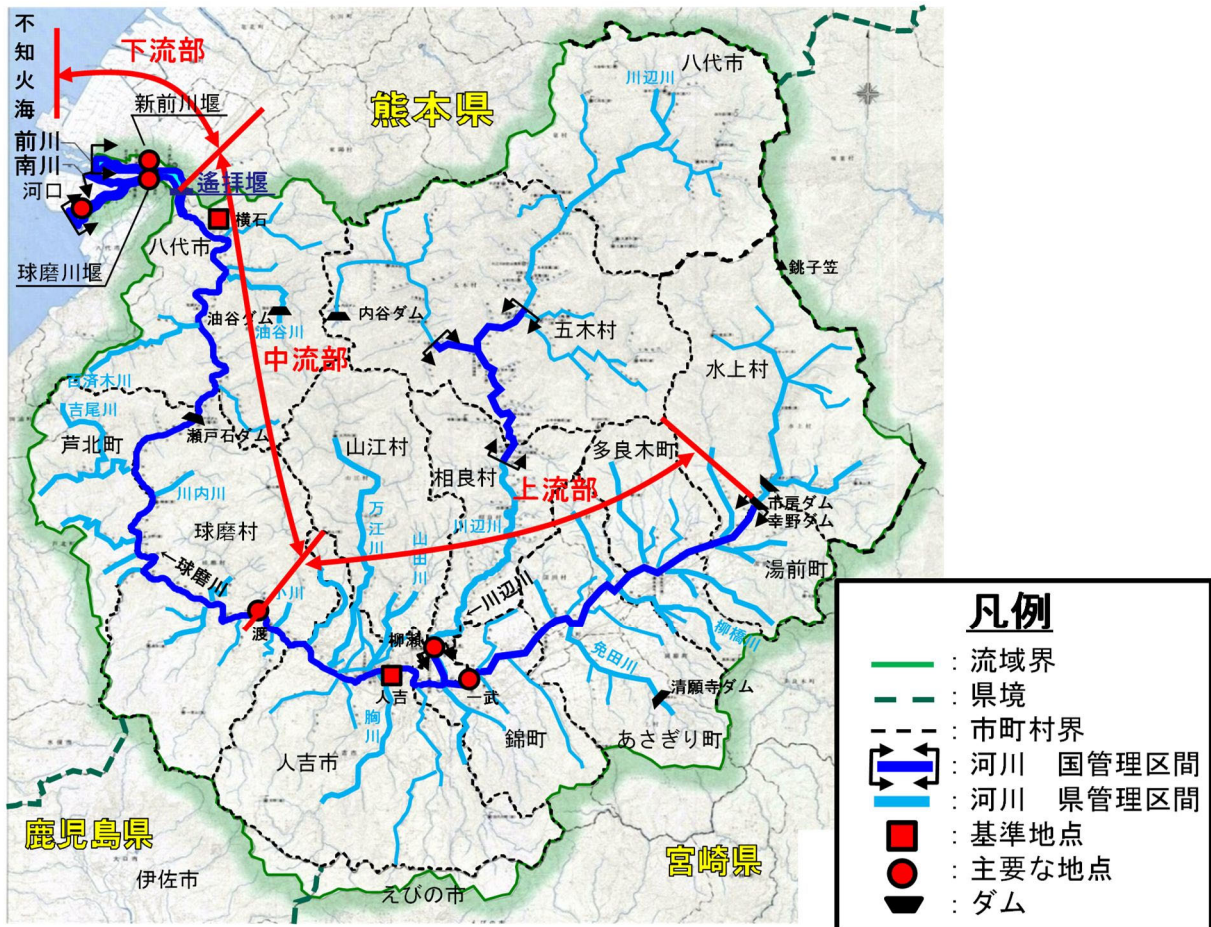 不知火海
下流部
新前川堰
前川
南川
河口
遙拝堰
球磨川堰
熊本県
八代市
川辺川
横石
八代市
銚子笠
油谷ダム
油谷川
内谷ダム
五木村
中流部
水上村
百済木川
吉尾川
瀬戸石ダム
芦北町
山江村
相良村
多良木町
上流部
市房ダム
幸野ダム
川内川
万江川
川辺川
球磨村
山田川
湯前町
←球磨川
小川
←川辺川
渡
柳瀬
柳橋川
免田川
人吉
一武
清願寺ダム
胸川
錦町
あさぎり町
人吉市
鹿児島県
宮崎県
伊佐市
えびの市
凡例
: 流域界
: 県境
: 市町村界
: 河川 国管理区間
: 河川 県管理区間
: 基準地点
: 主要な地点
: ダム